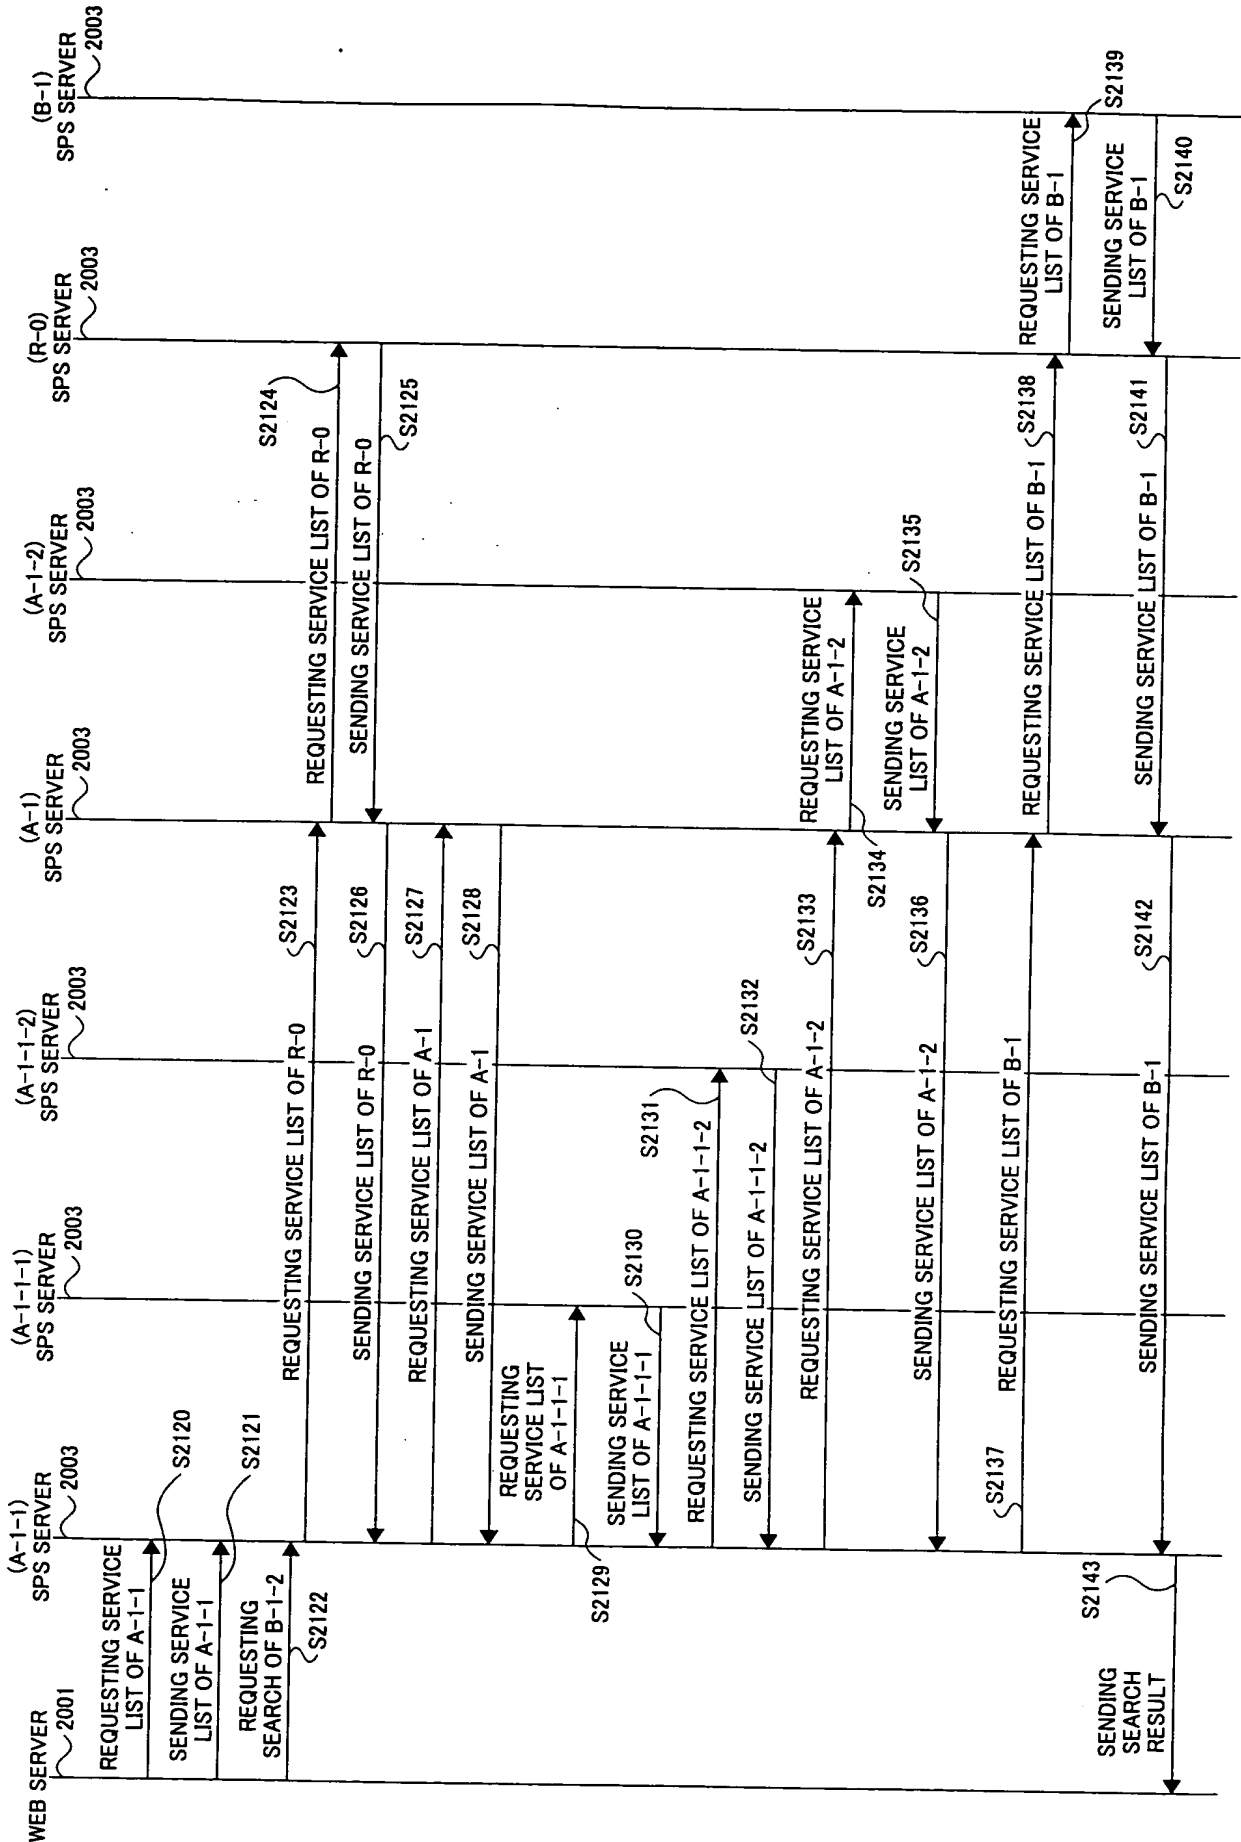 WEB SERVER
2001
(A-1-1)
SPS SERVER
2003
(A-1-1-1)
SPS SERVER
2003
(A-1-1-2)
SPS SERVER
2003
(A-1)
SPS SERVER
2003
(A-1-2)
SPS SERVER
2003
(R-0)
SPS SERVER
2003
(B-1)
SPS SERVER
2003
REQUESTING SERVICE
LIST OF A-1-1
S2120
SENDING SERVICE
LIST OF A-1-1
S2121
REQUESTING
SEARCH OF B-1-2
S2122
REQUESTING SERVICE LIST OF R-0
S2123
REQUESTING SERVICE LIST OF R-0
S2124
SENDING SERVICE LIST OF R-0
S2125
SENDING SERVICE LIST OF R-0
S2126
REQUESTING SERVICE LIST OF A-1
S2127
SENDING SERVICE LIST OF A-1
S2128
REQUESTING
SERVICE LIST
OF A-1-1-1
S2129
SENDING SERVICE
LIST OF A-1-1-1
S2130
REQUESTING SERVICE LIST OF A-1-1-2
S2131
SENDING SERVICE LIST OF A-1-1-2
S2132
REQUESTING SERVICE LIST OF A-1-2
S2133
REQUESTING SERVICE
LIST OF A-1-2
S2134
SENDING SERVICE
LIST OF A-1-2
S2135
SENDING SERVICE LIST OF A-1-2
S2136
REQUESTING SERVICE LIST OF B-1
S2137
REQUESTING SERVICE LIST OF B-1
S2138
REQUESTING SERVICE
LIST OF B-1
S2139
SENDING SERVICE
LIST OF B-1
S2140
SENDING SERVICE LIST OF B-1
S2141
SENDING SERVICE LIST OF B-1
S2142
SENDING
SEARCH
RESULT
S2143